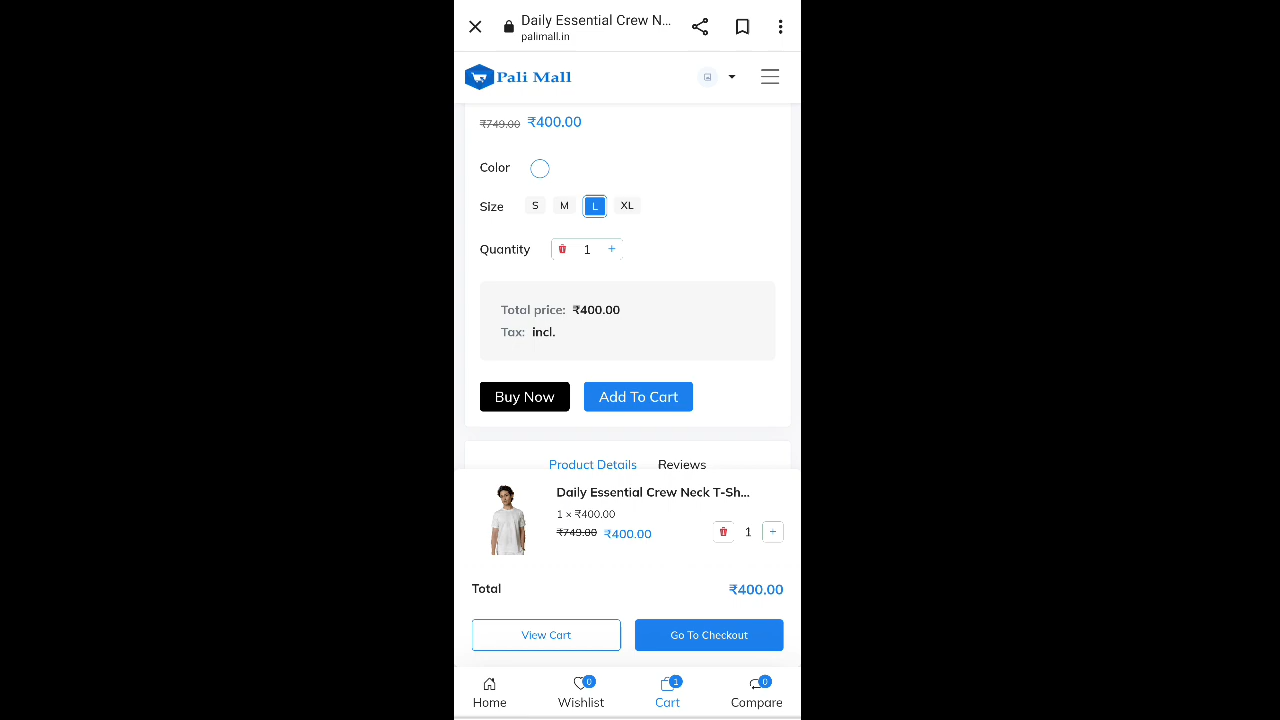 Daily Essential Crew N...
palimall.in
Pali Mall
₹749.00 ₹400.00
Color
Size S M L XL
Quantity 1 +
Total price: ₹400.00
Tax: incl.
Buy Now Add To Cart
Product Details Reviews
Daily Essential Crew Neck T-Sh...
1 × ₹400.00
₹749.00 ₹400.00 1 +
Total ₹400.00
View Cart Go To Checkout
0 1 0
Home Wishlist Cart Compare